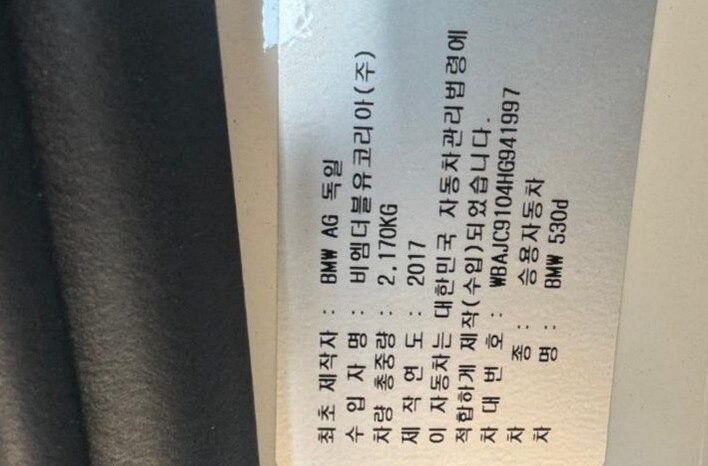 최초 제작자 : BMW AG 독일
수 입 자 명 : 비엠더블유코리아(주)
차량 총중량 : 2,170KG
제 작 연 도 : 2017
이 자동차는 대한민국 자동차관리법령에
적합하게 제작(수입)되었습니다.
차 대 번 호 : WBAJC9104HG941997
차 종 : 승용자동차
차 명 : BMW 530d